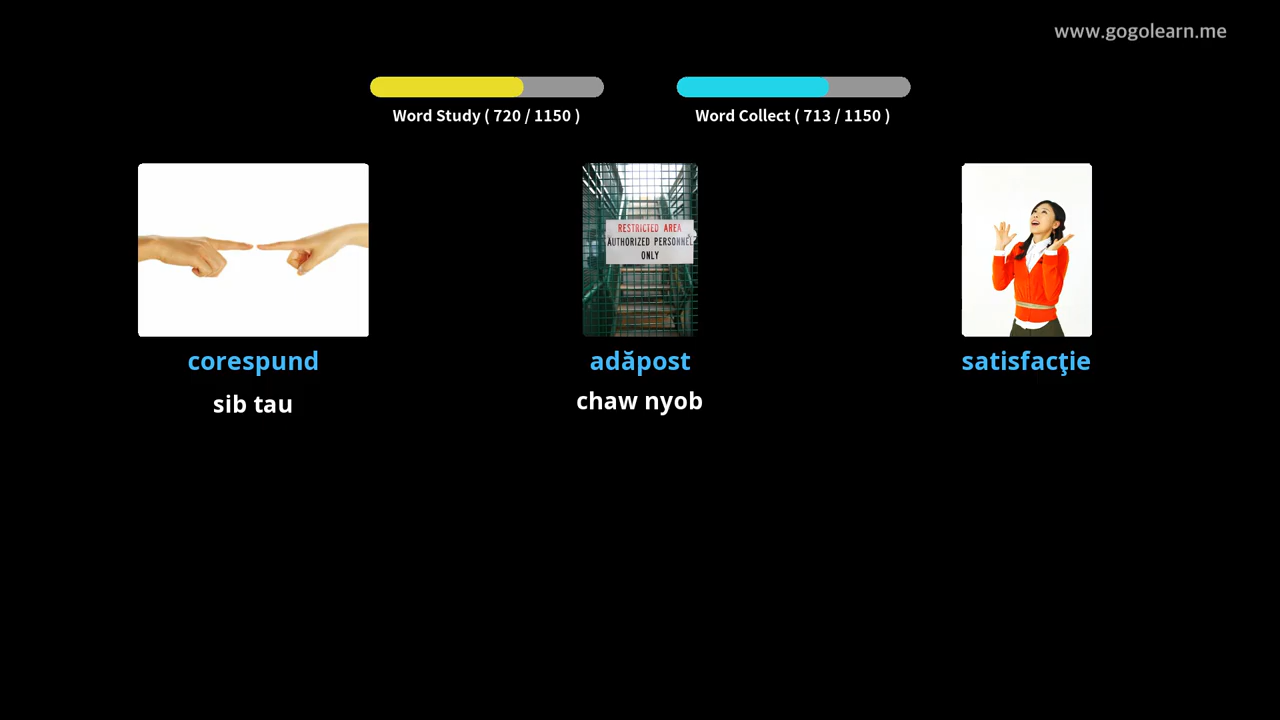 www.gogolearn.me
Word Study ( 720 / 1150 )
Word Collect ( 713 / 1150 )
RESTRICTED AREA
AUTHORIZED PERSONNEL
ONLY
corespund
adăpost
satisfacţie
sib tau
chaw nyob